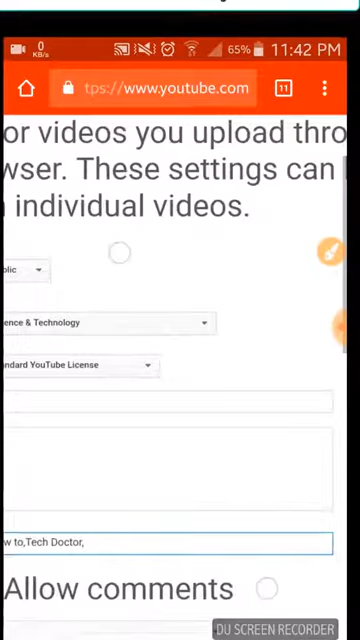 0
KB/s
65%
11:42 PM
tps://www.youtube.com
11
or videos you upload thro
wser. These settings can
individual videos.
blic
ence & Technology
andard YouTube License
w to,Tech Doctor,
Allow comments
DU SCREEN RECORDER